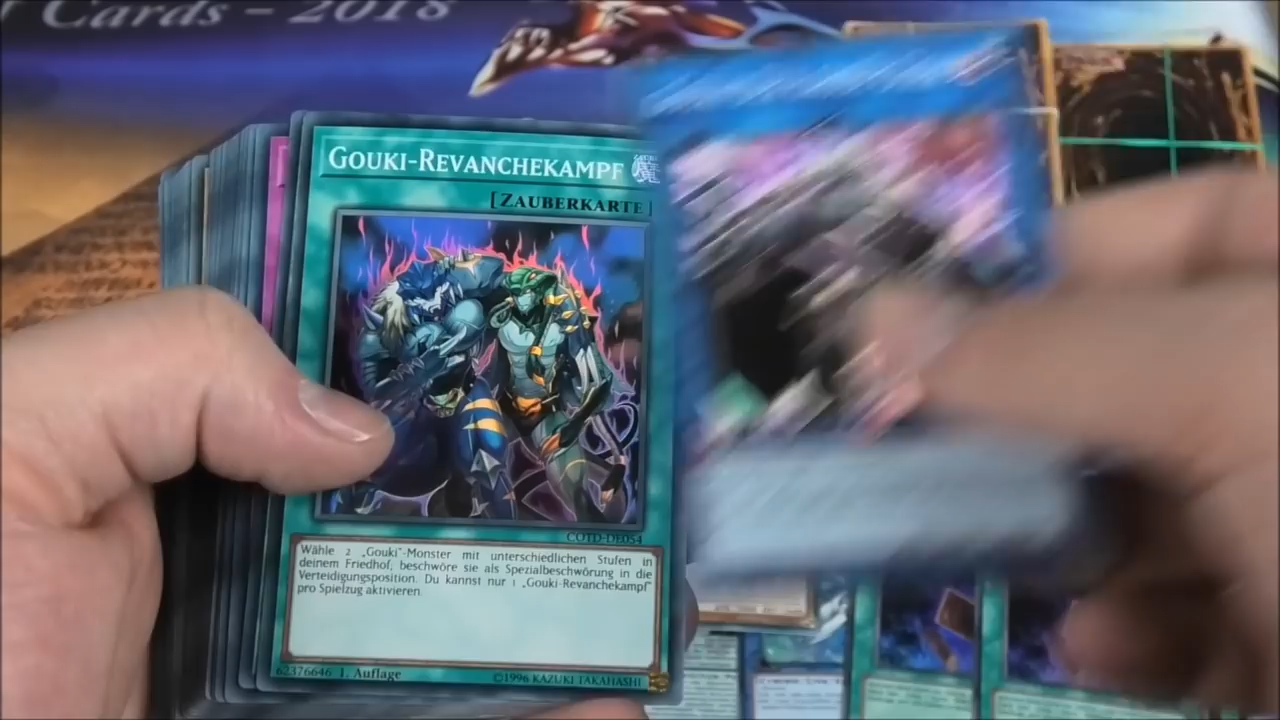 Cards - 2018
GOUKI-REVANCHEKAMPF 魔
[ZAUBERKARTE]
COTD-DE054
Wähle 2 „Gouki"-Monster mit unterschiedlichen Stufen in
deinem Friedhof, beschwöre sie als Spezialbeschwörung in die
Verteidigungsposition. Du kannst nur 1 „Gouki-Revanchekampf"
pro Spielzug aktivieren.
62376646 1. Auflage ©1996 KAZUKI TAKAHASHI